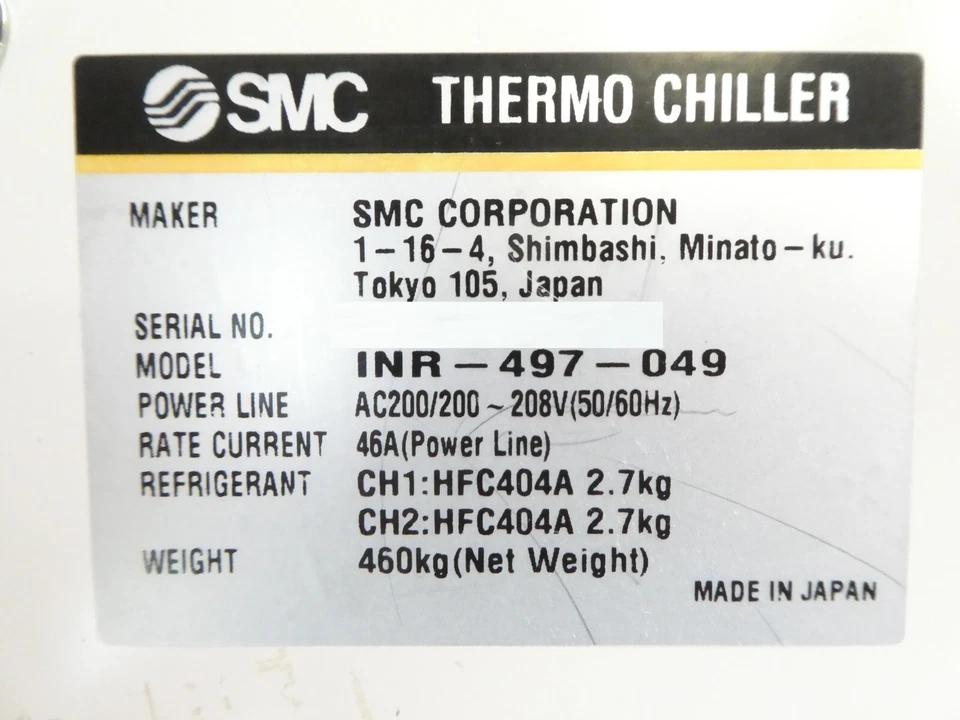 SMC THERMO CHILLER
MAKER SMC CORPORATION
1-16-4, Shimbashi, Minato-ku.
Tokyo 105, Japan
SERIAL NO.
MODEL INR-497-049
POWER LINE AC200/200~208V(50/60Hz)
RATE CURRENT 46A(Power Line)
REFRIGERANT CH1:HFC404A 2.7kg
CH2:HFC404A 2.7kg
WEIGHT 460kg(Net Weight)
MADE IN JAPAN